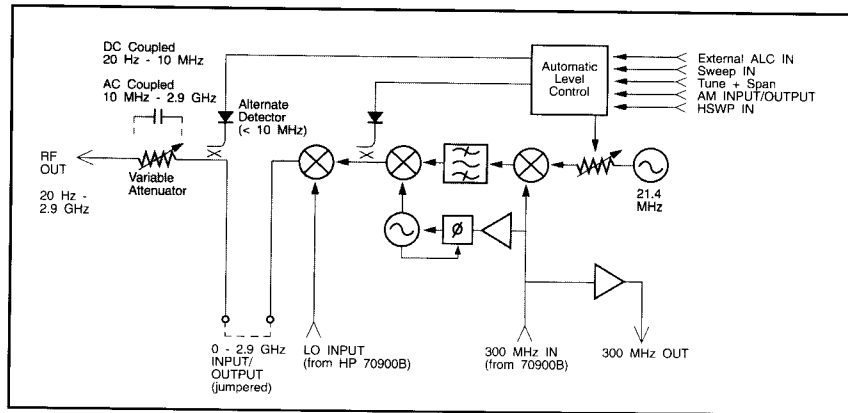 DC Coupled
20 Hz - 10 MHz
AC Coupled
10 MHz - 2.9 GHz
Alternate
Detector
(< 10 MHz)
Automatic
Level
Control
External ALC IN
Sweep IN
Tune + Span
AM INPUT/OUTPUT
HSWP IN
RF
OUT
20 Hz -
2.9 GHz
Variable
Attenuator
21.4
MHz
ø
0 - 2.9 GHz
INPUT/
OUTPUT
(jumpered)
LO INPUT
(from HP 70900B)
300 MHz IN
(from 70900B)
300 MHz OUT